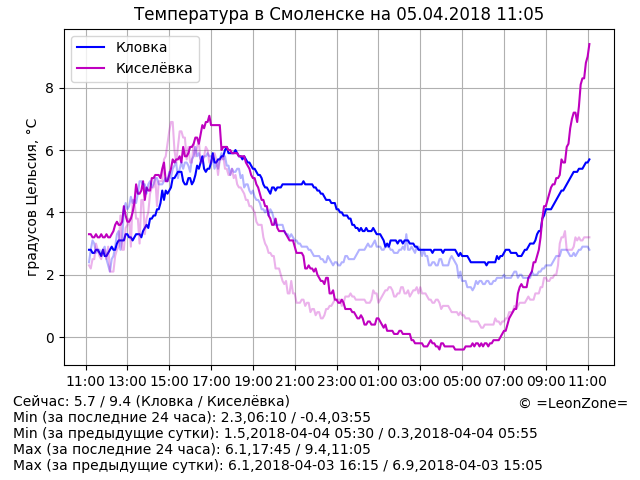 Температура в Смоленске на 05.04.2018 11:05
Кловка
Киселёвка
градусов Цельсия, °C
8
6
4
2
0
11:00 13:00 15:00 17:00 19:00 21:00 23:00 01:00 03:00 05:00 07:00 09:00 11:00
Сейчас: 5.7 / 9.4 (Кловка / Киселёвка)
© =LeonZone=
Min (за последние 24 часа): 2.3,06:10 / -0.4,03:55
Min (за предыдущие сутки): 1.5,2018-04-04 05:30 / 0.3,2018-04-04 05:55
Max (за последние 24 часа): 6.1,17:45 / 9.4,11:05
Max (за предыдущие сутки): 6.1,2018-04-03 16:15 / 6.9,2018-04-03 15:05